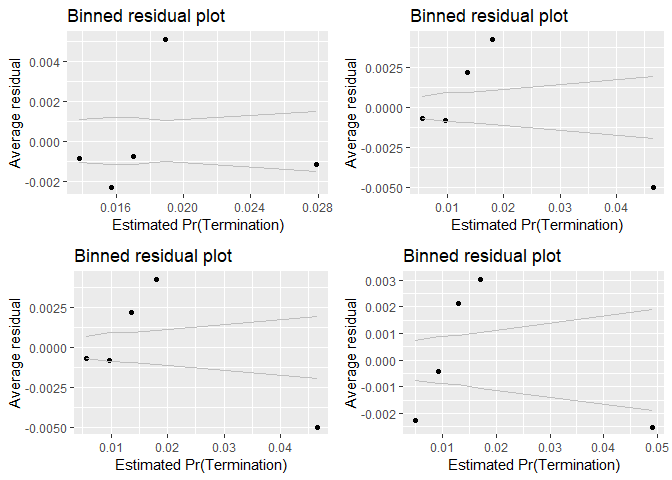 Binned residual plot
Average residual
0.004
0.002
0.000
-0.002
0.016
0.020
0.024
0.028
Estimated Pr(Termination)
Binned residual plot
Average residual
0.0025
0.0000
-0.0025
-0.0050
0.01
0.02
0.03
0.04
Estimated Pr(Termination)
Binned residual plot
Average residual
0.0025
0.0000
-0.0025
-0.0050
0.01
0.02
0.03
0.04
Estimated Pr(Termination)
Binned residual plot
Average residual
0.003
0.002
0.001
0.000
-0.001
-0.002
0.01
0.02
0.03
0.04
0.05
Estimated Pr(Termination)